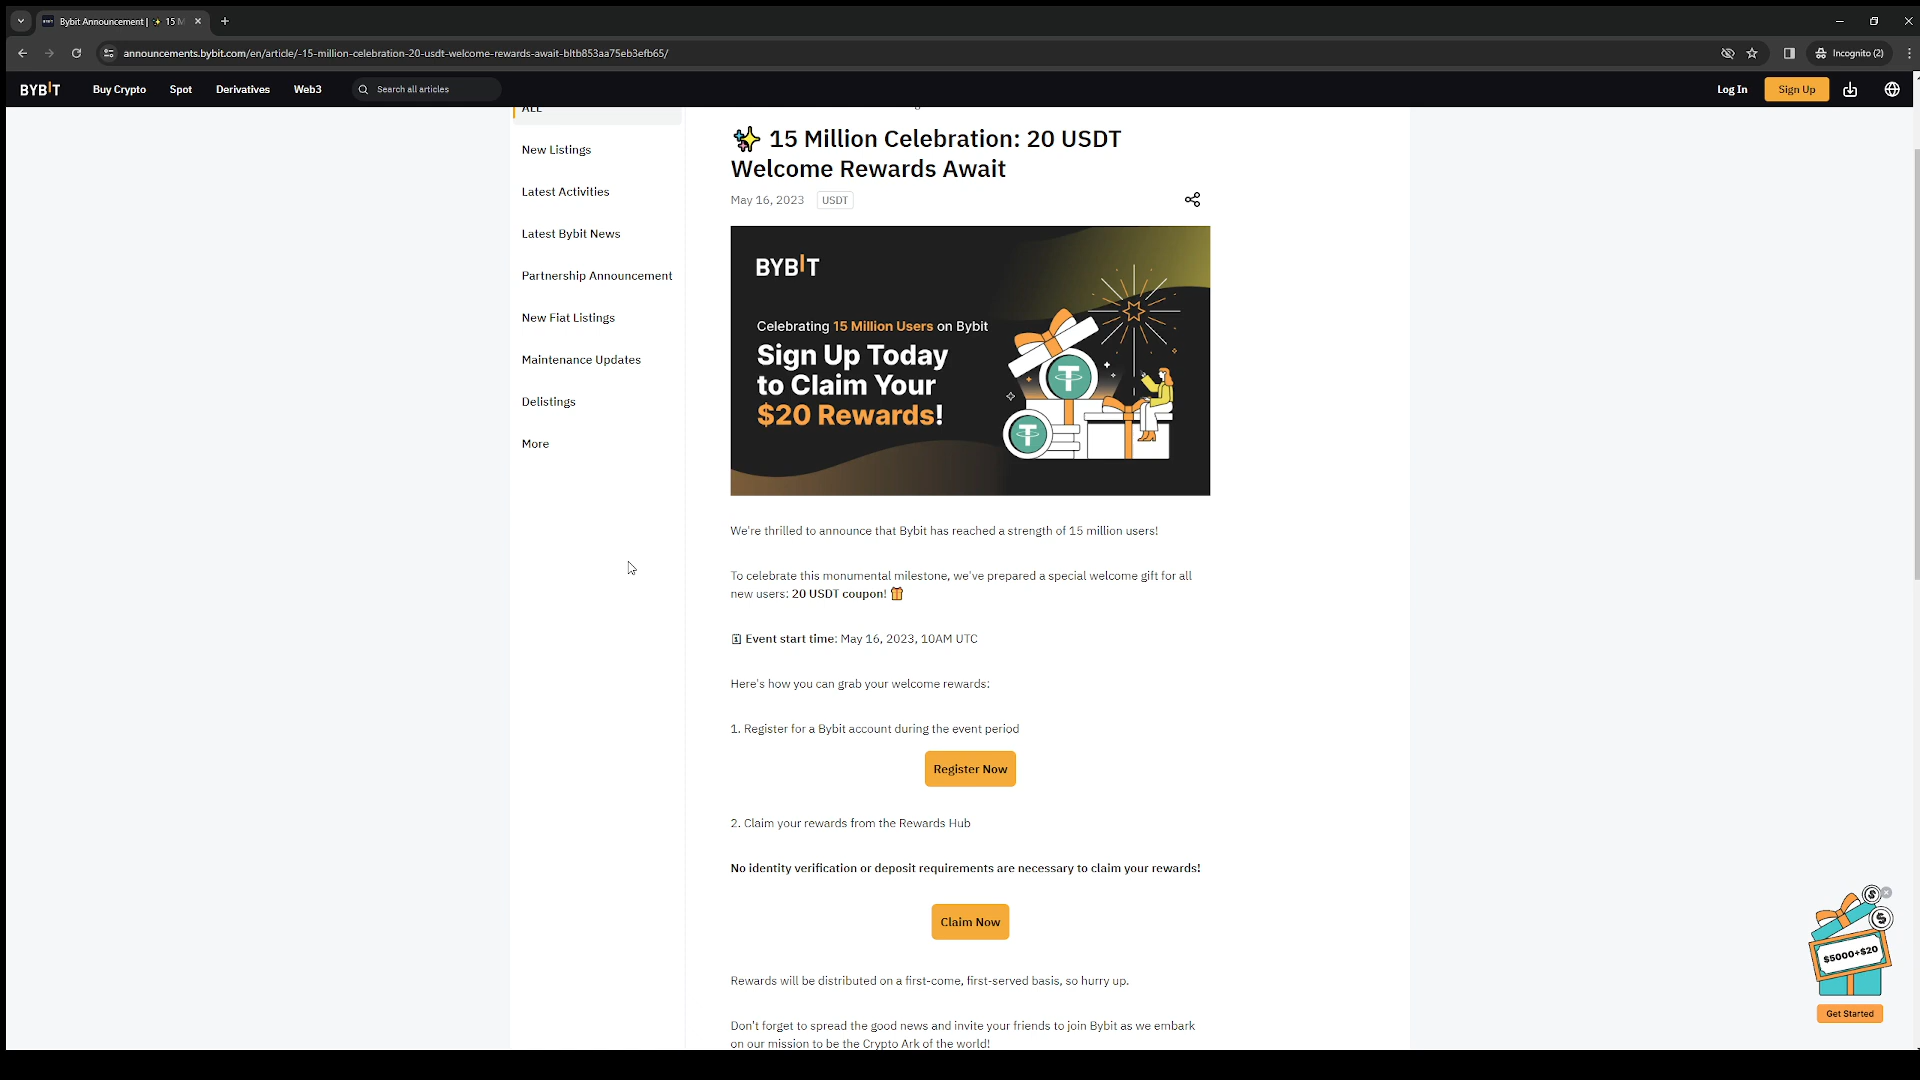 Bybit Announcement | ✨ 15 M
announcements.bybit.com/en/article/-15-million-celebration-20-usdt-welcome-rewards-await-bltb853aa75eb3efb65/
Incognito (2)
BYBIT
Buy Crypto
Spot
Derivatives
Web3
Search all articles
Log In
Sign Up
ALL
New Listings
Latest Activities
Latest Bybit News
Partnership Announcement
New Fiat Listings
Maintenance Updates
Delistings
More
✨ 15 Million Celebration: 20 USDT
Welcome Rewards Await
May 16, 2023 USDT
BYBIT
Celebrating 15 Million Users on Bybit
Sign Up Today
to Claim Your
$20 Rewards!
We're thrilled to announce that Bybit has reached a strength of 15 million users!
To celebrate this monumental milestone, we've prepared a special welcome gift for all
new users: 20 USDT coupon! 🎁
Event start time: May 16, 2023, 10AM UTC
Here's how you can grab your welcome rewards:
1. Register for a Bybit account during the event period
Register Now
2. Claim your rewards from the Rewards Hub
No identity verification or deposit requirements are necessary to claim your rewards!
Claim Now
Rewards will be distributed on a first-come, first-served basis, so hurry up.
Don't forget to spread the good news and invite your friends to join Bybit as we embark
on our mission to be the Crypto Ark of the world!
$5000+$20
Get Started